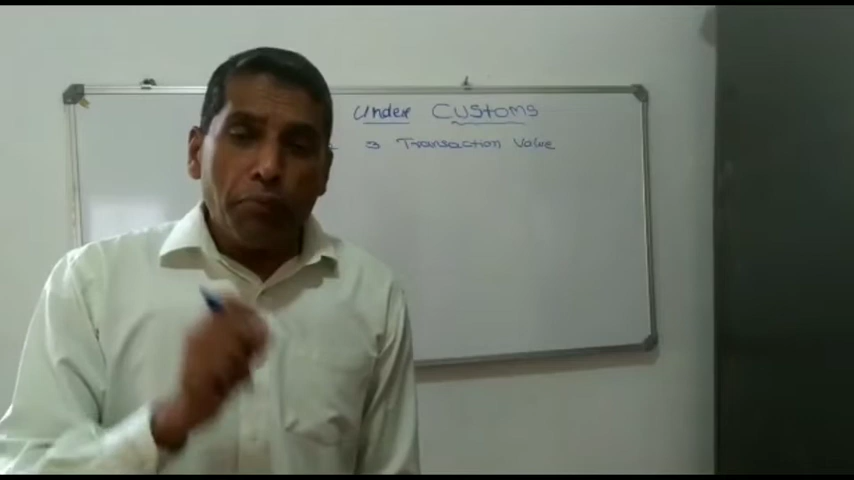 Under Customs
⇒ Transaction Value